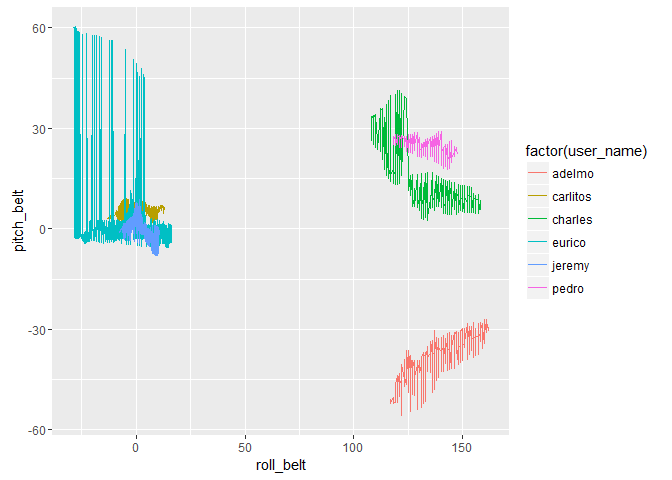 60
30
0
-30
-60
pitch_belt
0
50
100
150
roll_belt
factor(user_name)
adelmo
carlitos
charles
eurico
jeremy
pedro